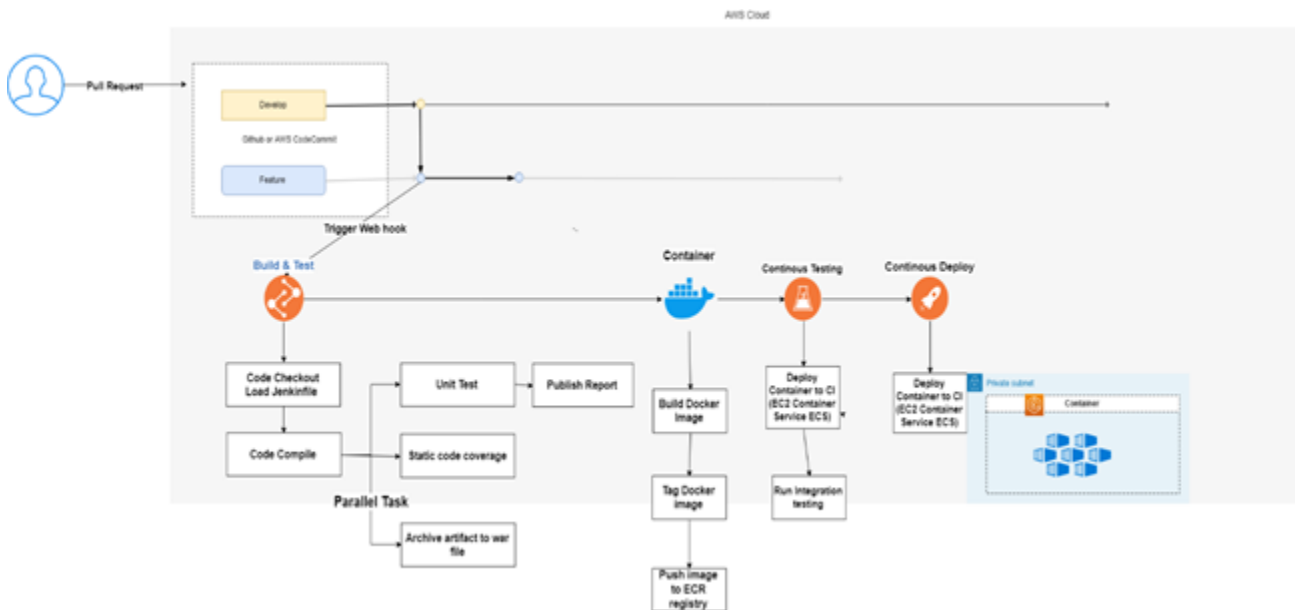 AWS Cloud
Pull Request
Develop
Github or AWS CodeCommit
Feature
Trigger Web hook
Build & Test
Container
Continous Testing
Continous Deploy
Code Checkout
Load Jenkinfile
Unit Test
Publish Report
Build Docker
Image
Deploy
Container to CI
(EC2 Container
Service ECS)
Deploy
Container to CI
(EC2 Container
Service ECS)
Private subnet
Container
Code Compile
Static code coverage
Parallel Task
Tag Docker
image
Run Integration
testing
Archive artifact to war
file
Push image
to ECR
registry